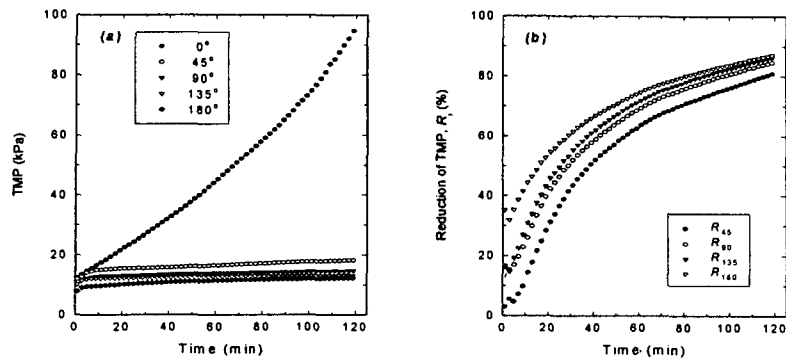 (a)
0°
45°
90°
135°
180°
TMP (kPa)
100
80
60
40
20
0
0 20 40 60 80 100 120
Time (min)
(b)
R45
R90
R135
R180
Reduction of TMP, R, (%)
100
80
60
40
20
0
0 20 40 60 80 100 120
Time, (min)